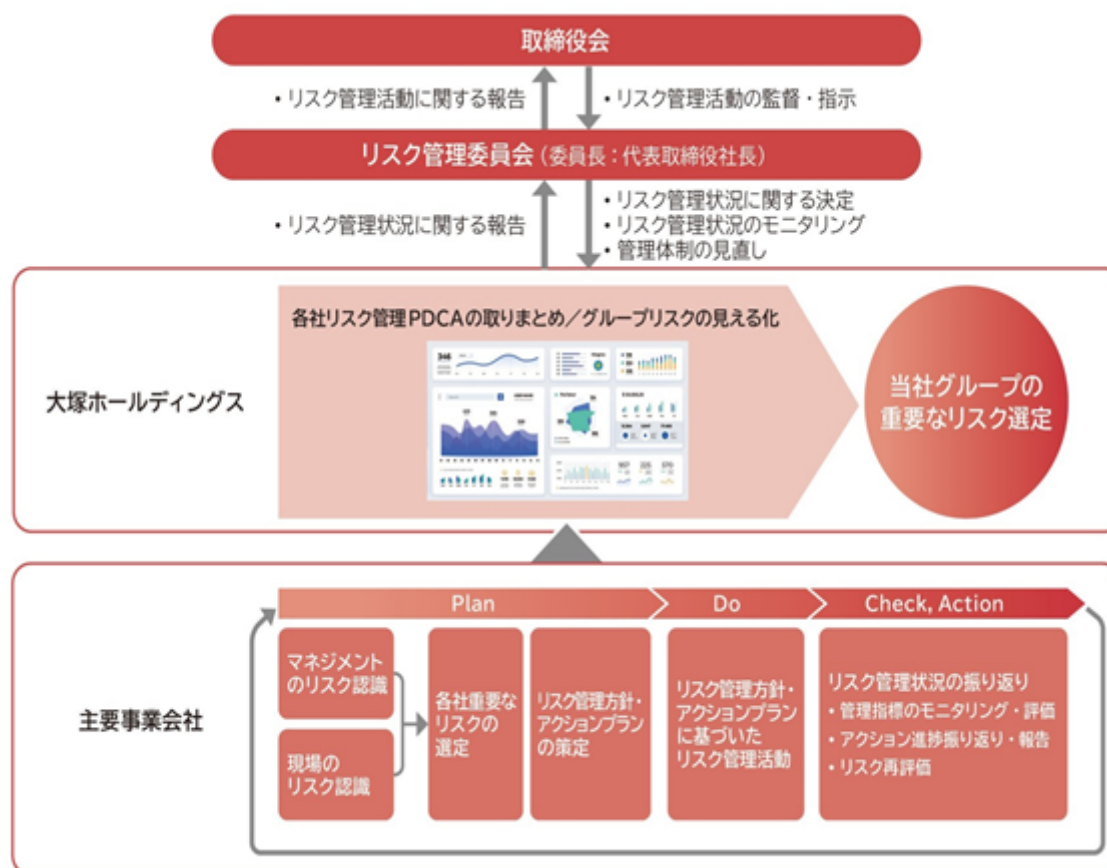 取締役会
・リスク管理活動に関する報告
・リスク管理活動の監督・指示
リスク管理委員会（委員長：代表取締役社長）
・リスク管理状況に関する報告
・リスク管理状況に関する決定
・リスク管理状況のモニタリング
・管理体制の見直し
大塚ホールディングス
各社リスク管理PDCAの取りまとめ／グループリスクの見える化
346
当社グループの
重要なリスク選定
主要事業会社
Plan
Do
Check, Action
マネジメント
のリスク認識
現場の
リスク認識
各社重要な
リスクの
選定
リスク管理方針・
アクションプラン
の策定
リスク管理方針・
アクションプラン
に基づいた
リスク管理活動
リスク管理状況の振り返り
・管理指標のモニタリング・評価
・アクション進捗振り返り・報告
・リスク再評価